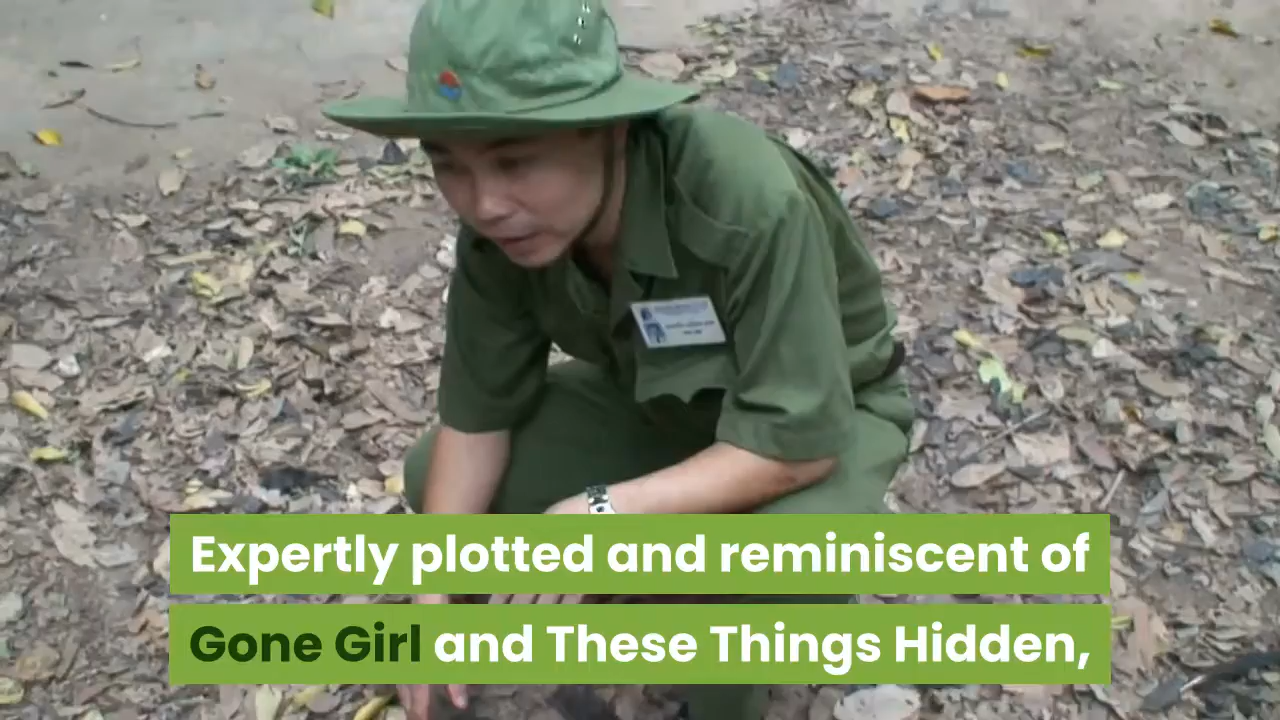 Expertly plotted and reminiscent of
Gone Girl and These Things Hidden,